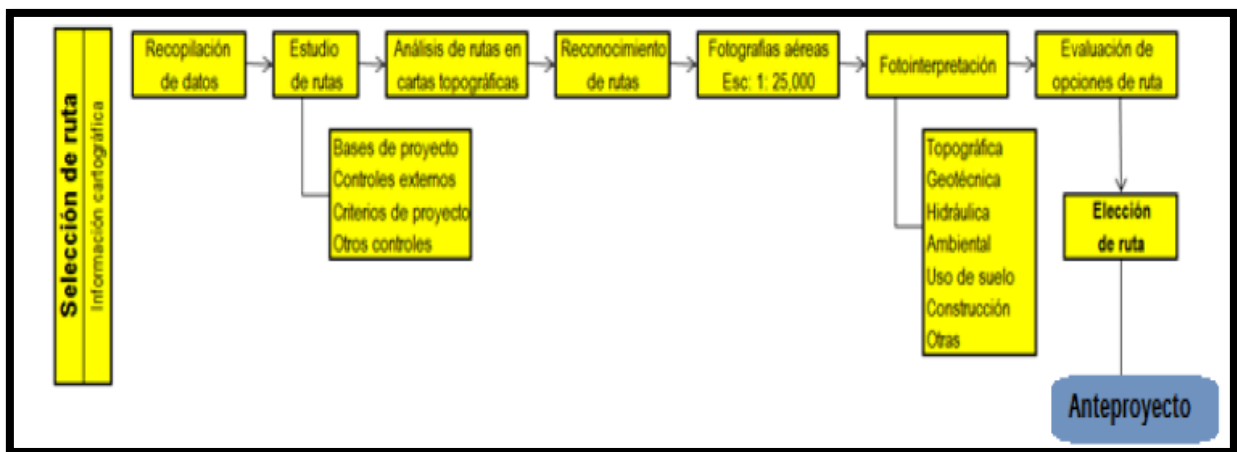 Selección de ruta
Información cartográfica
Recopilación
de datos
Estudio
de rutas
Análisis de rutas en
cartas topográficas
Reconocimiento
de rutas
Fotografias aéreas
Esc: 1: 25,000
Fotointerpretación
Evaluación de
opciones de ruta
Bases de proyecto
Controles externos
Criterios de proyecto
Otros controles
Topográfica
Geotécnica
Hidráulica
Ambiental
Uso de suelo
Construcción
Otras
Elección
de ruta
Anteproyecto